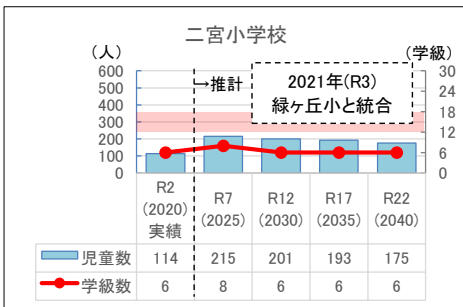 二宮小学校
(人) (学級)
600 30
500 24
400 18
300
200 12
100 6
0 0
→推計
2021年(R3)
緑ヶ丘小と統合
R2 R7 R12 R17 R22
(2020) (2025) (2030) (2035) (2040)
実績
児童数 114 215 201 193 175
学級数 6 8 6 6 6